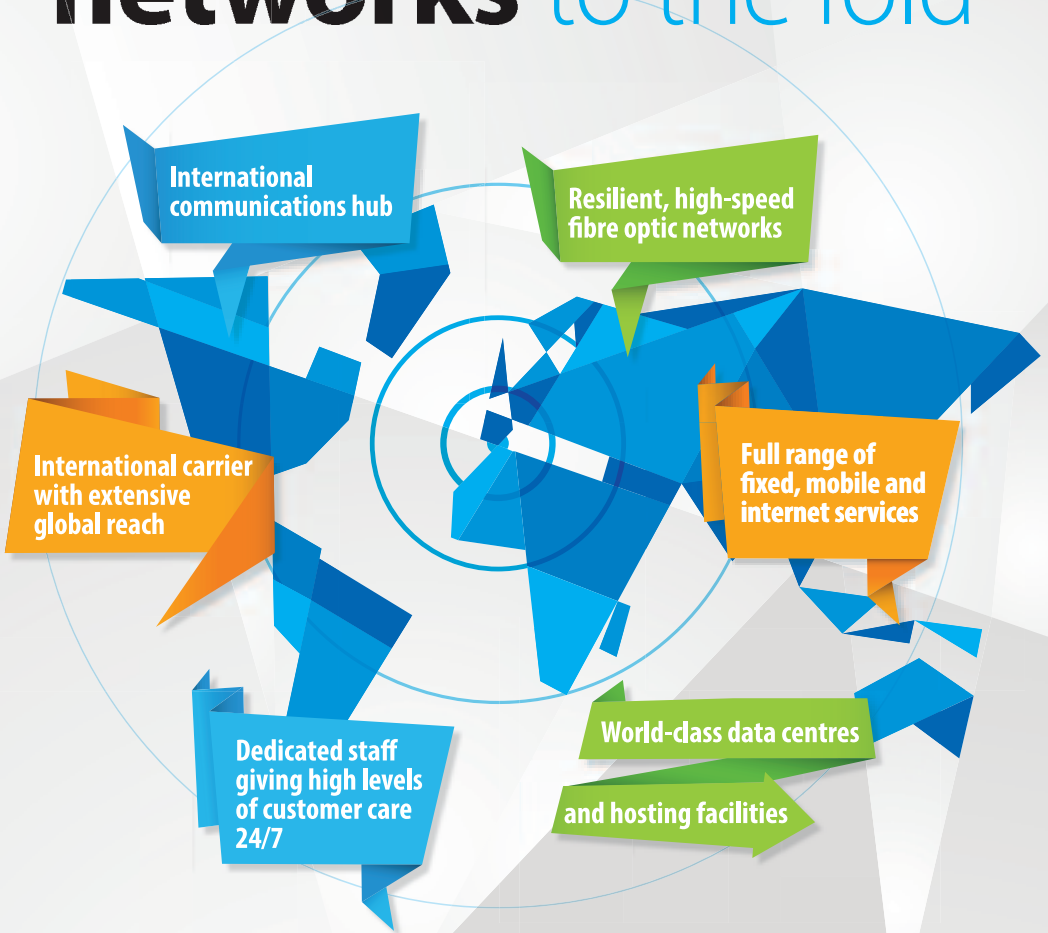 networks to the fold
International
communications hub
Resilient, high-speed
fibre optic networks
International carrier
with extensive
global reach
Full range of
fixed, mobile and
internet services
Dedicated staff
giving high levels
of customer care
24/7
World-class data centres
and hosting facilities